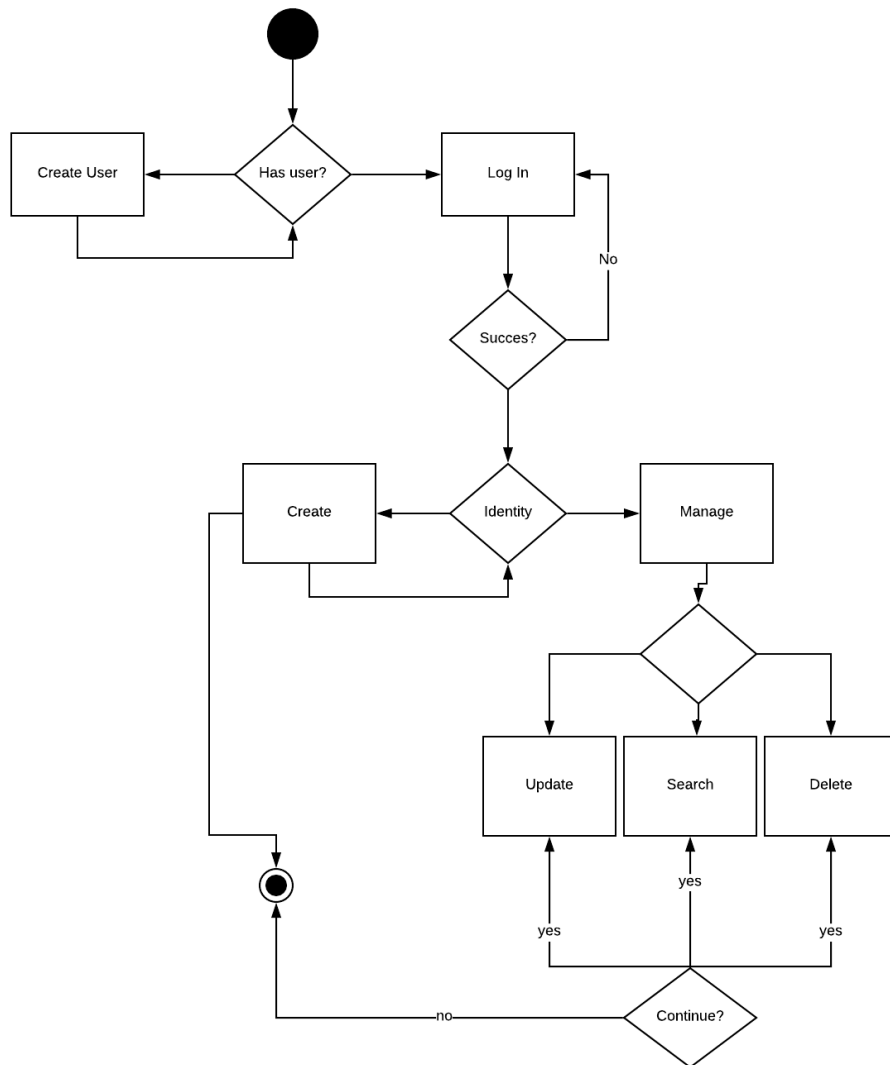 Create User
Has user?
Log In
No
Succes?
Create
Identity
Manage
Update
Search
Delete
yes
yes
yes
no
Continue?